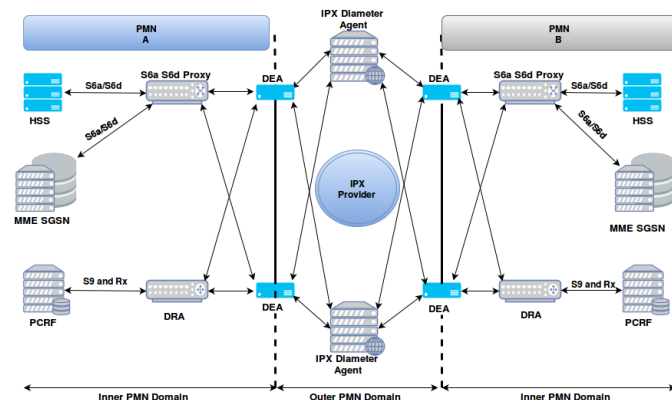 IPX Diameter
Agent
PMN
A
PMN
B
S6a S6d Proxy
DEA
DEA
S6a S6d Proxy
S6a/S6d
S6a/S6d
HSS
HSS
S6a/S6d
S6a/S6d
IPX
Provider
MME SGSN
MME SGSN
S9 and Rx
S9 and Rx
PCRF
DRA
DEA
DEA
DRA
PCRF
IPX Diameter
Agent
Inner PMN Domain
Outer PMN Domain
Inner PMN Domain